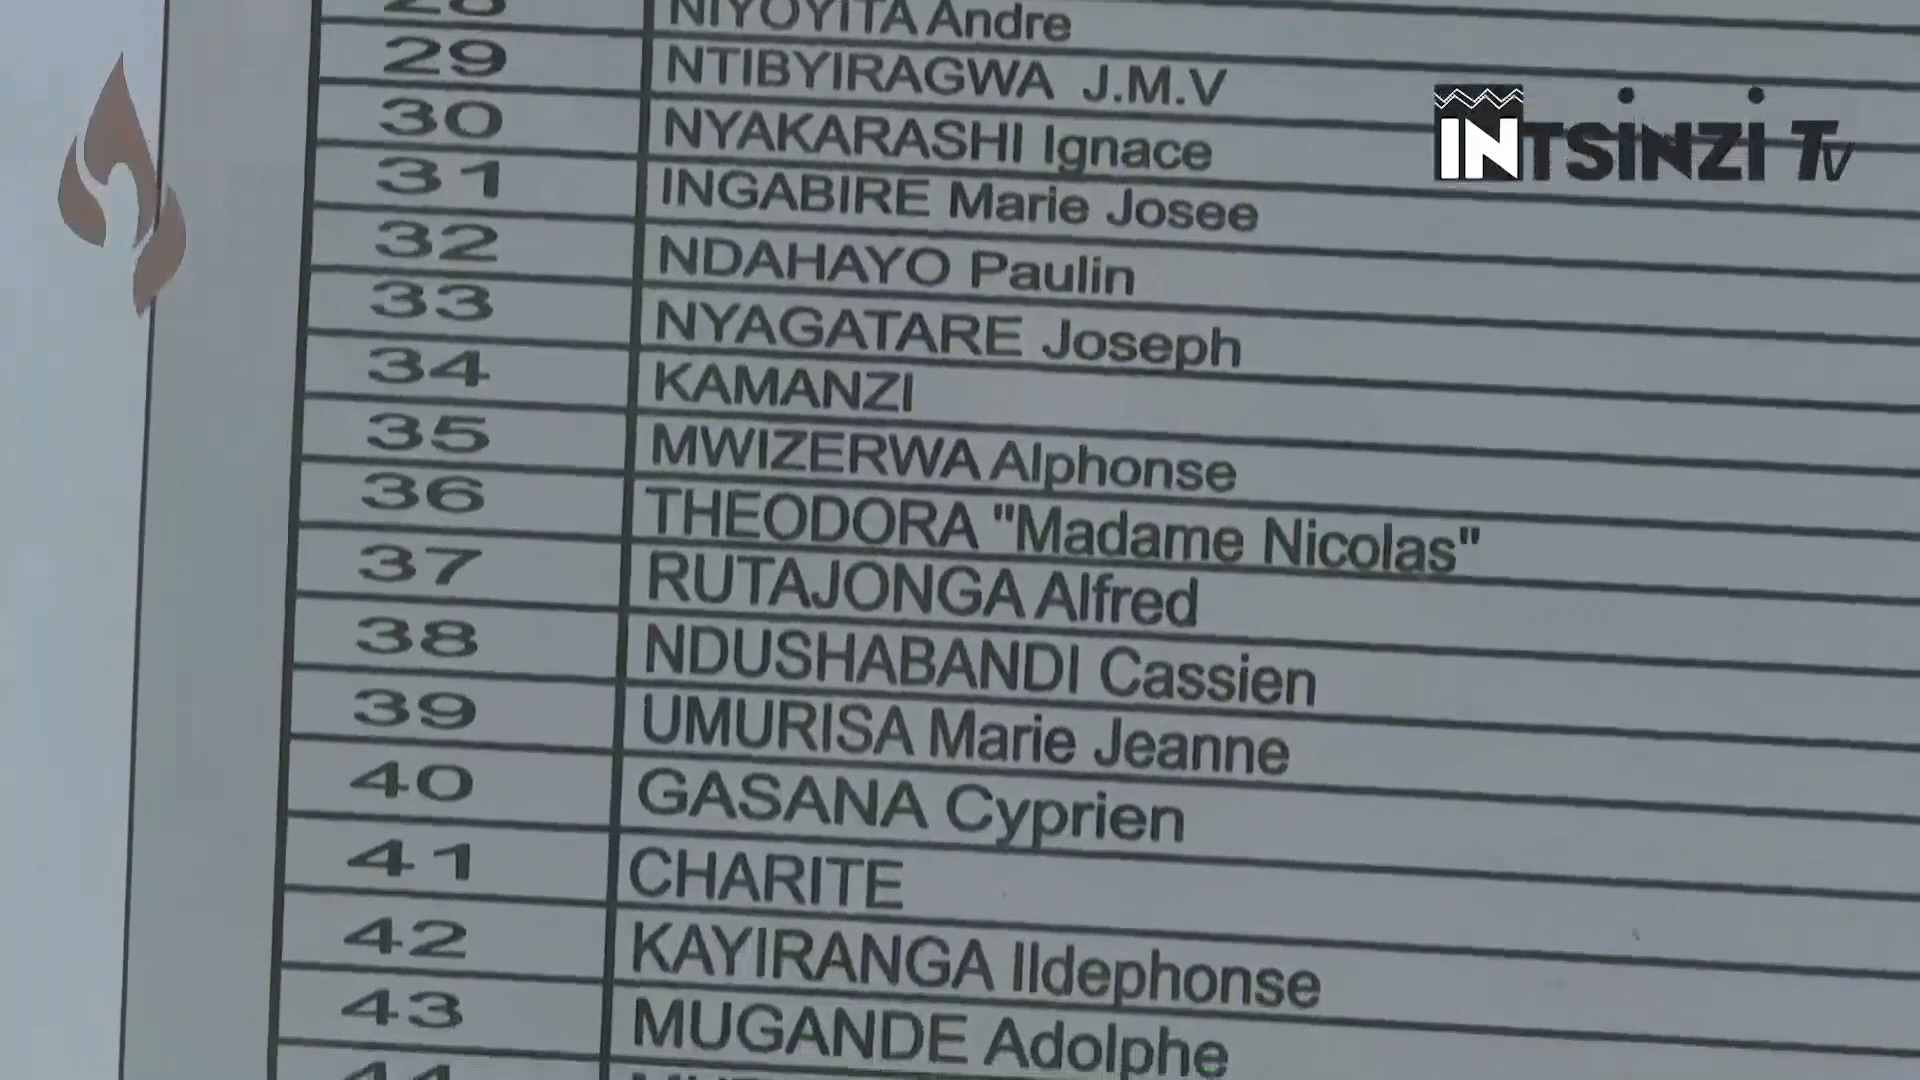 28 NIYOYITA Andre
29 NTIBYIRAGWA J.M.V
30 NYAKARASHI Ignace
31 INGABIRE Marie Josee
32 NDAHAYO Paulin
33 NYAGATARE Joseph
34 KAMANZI
35 MWIZERWA Alphonse
36 THEODORA "Madame Nicolas"
37 RUTAJONGA Alfred
38 NDUSHABANDI Cassien
39 UMURISA Marie Jeanne
40 GASANA Cyprien
41 CHARITE
42 KAYIRANGA Ildephonse
43 MUGANDE Adolphe
44
INTSINZI TV